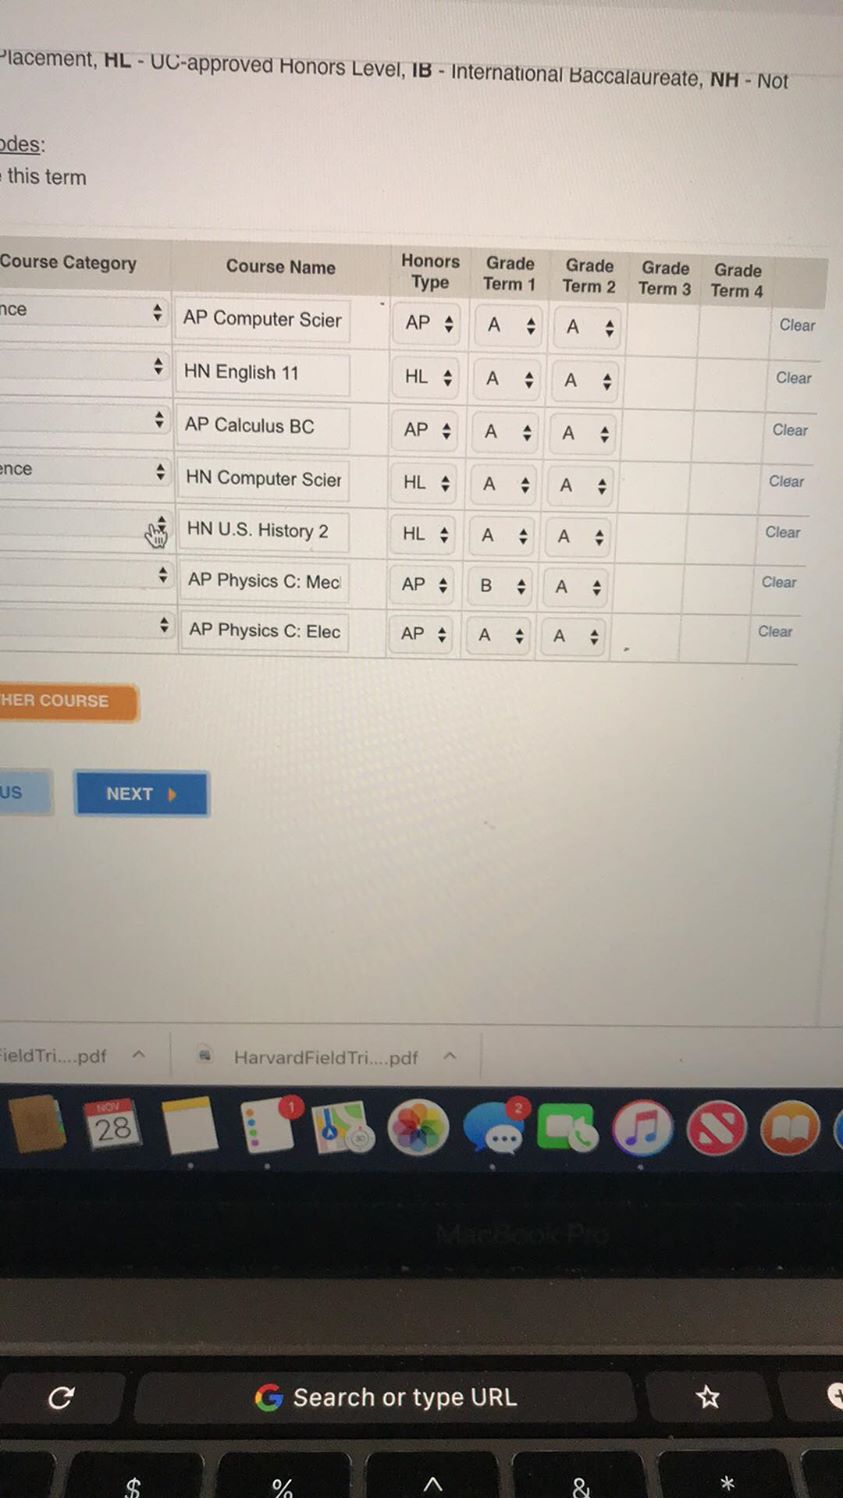 Placement, HL - UC-approved Honors Level, IB - International Baccalaureate, NH - Not
odes:
this term
Course Category Course Name Honors Type Grade Term 1 Grade Term 2 Grade Term 3 Grade Term 4
nce AP Computer Scier AP A A Clear
HN English 11 HL A A Clear
AP Calculus BC AP A A Clear
ence HN Computer Scier HL A A Clear
HN U.S. History 2 HL A A Clear
AP Physics C: Mec AP B A Clear
AP Physics C: Elec AP A A Clear
HER COURSE
US NEXT
ieldTri....pdf HarvardFieldTri....pdf
NOV
28
1
2
MacBook Pro
Search or type URL
$ % ^ & *